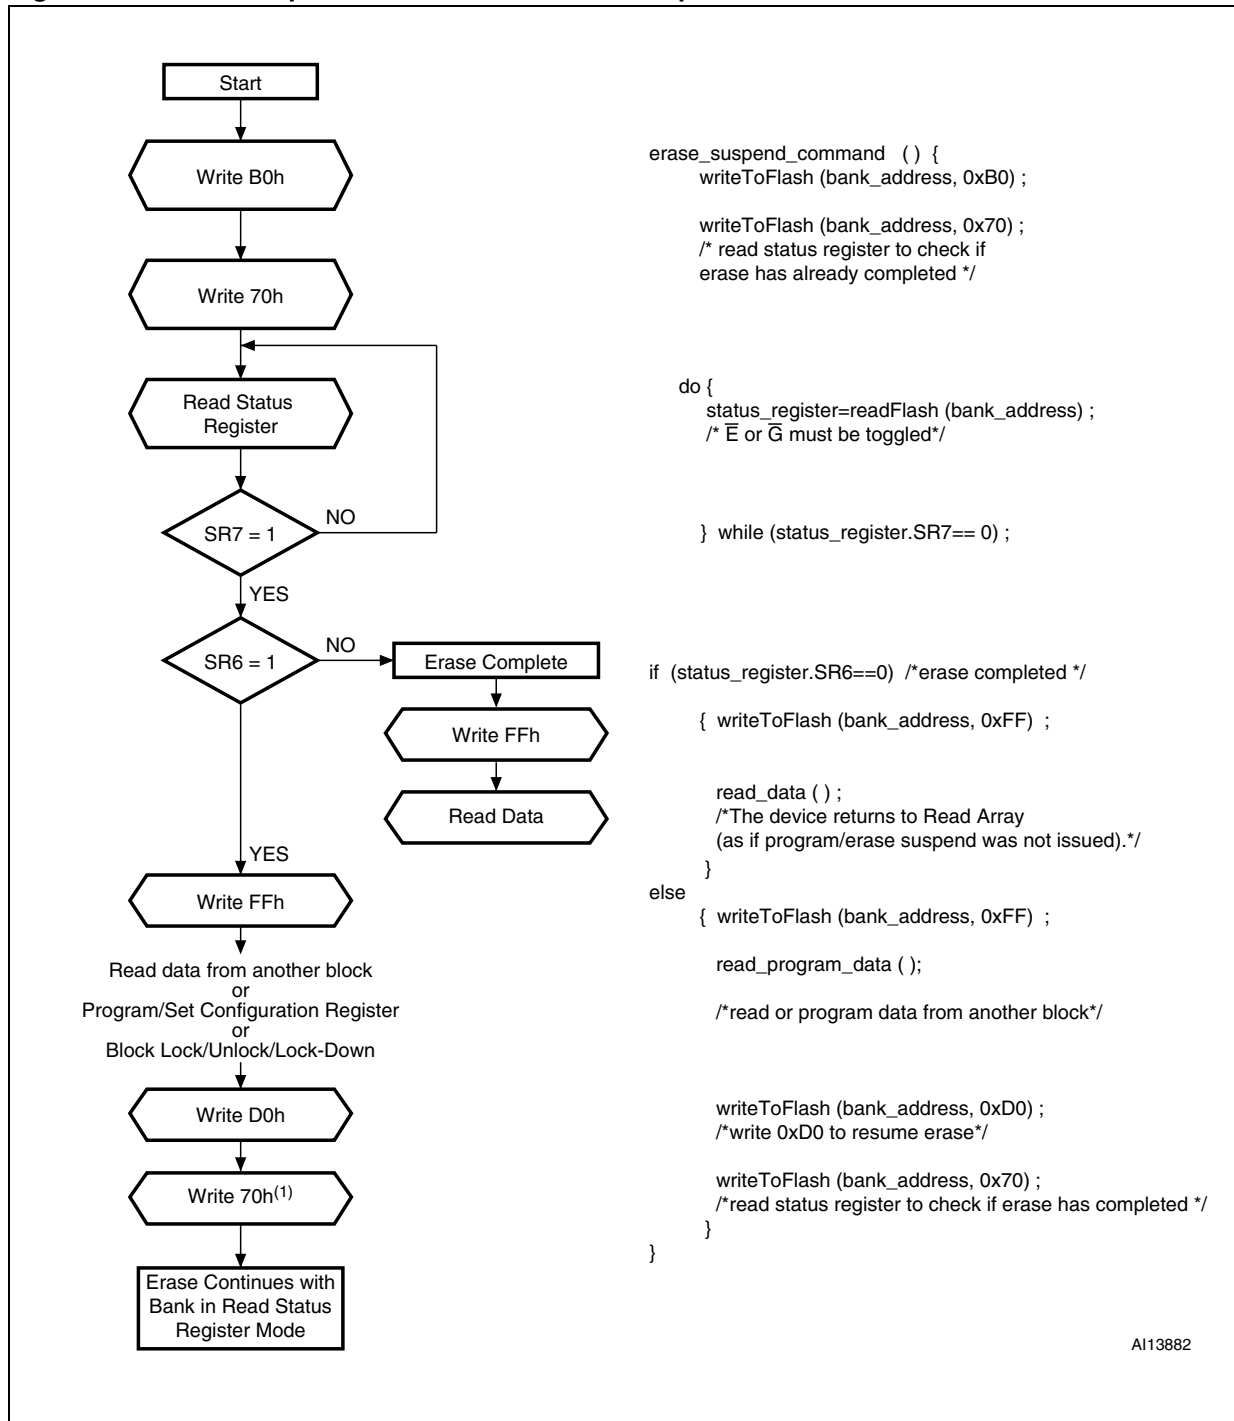 Start
Write B0h
Write 70h
Read Status
Register
SR7 = 1
NO
YES
SR6 = 1
NO
Erase Complete
Write FFh
Read Data
YES
Write FFh
Read data from another block
or
Program/Set Configuration Register
or
Block Lock/Unlock/Lock-Down
Write D0h
Write 70h(1)
Erase Continues with
Bank in Read Status
Register Mode
erase_suspend_command ( ) {
writeToFlash (bank_address, 0xB0) ;
writeToFlash (bank_address, 0x70) ;
/* read status register to check if
erase has already completed */
do {
status_register=readFlash (bank_address) ;
/* E̅ or G̅ must be toggled*/
} while (status_register.SR7== 0) ;
if (status_register.SR6==0) /*erase completed */
{ writeToFlash (bank_address, 0xFF) ;
read_data ( ) ;
/*The device returns to Read Array
(as if program/erase suspend was not issued).*/
}
else
{ writeToFlash (bank_address, 0xFF) ;
read_program_data ( );
/*read or program data from another block*/
writeToFlash (bank_address, 0xD0) ;
/*write 0xD0 to resume erase*/
writeToFlash (bank_address, 0x70) ;
/*read status register to check if erase has completed */
}
}
AI13882